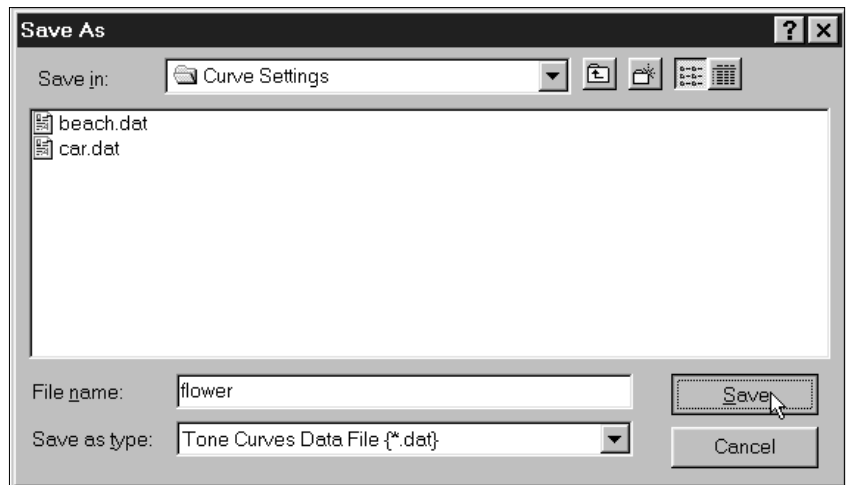 Save As
Save in: Curve Settings
beach.dat
car.dat
File name: flower Save
Save as type: Tone Curves Data File {*.dat} Cancel